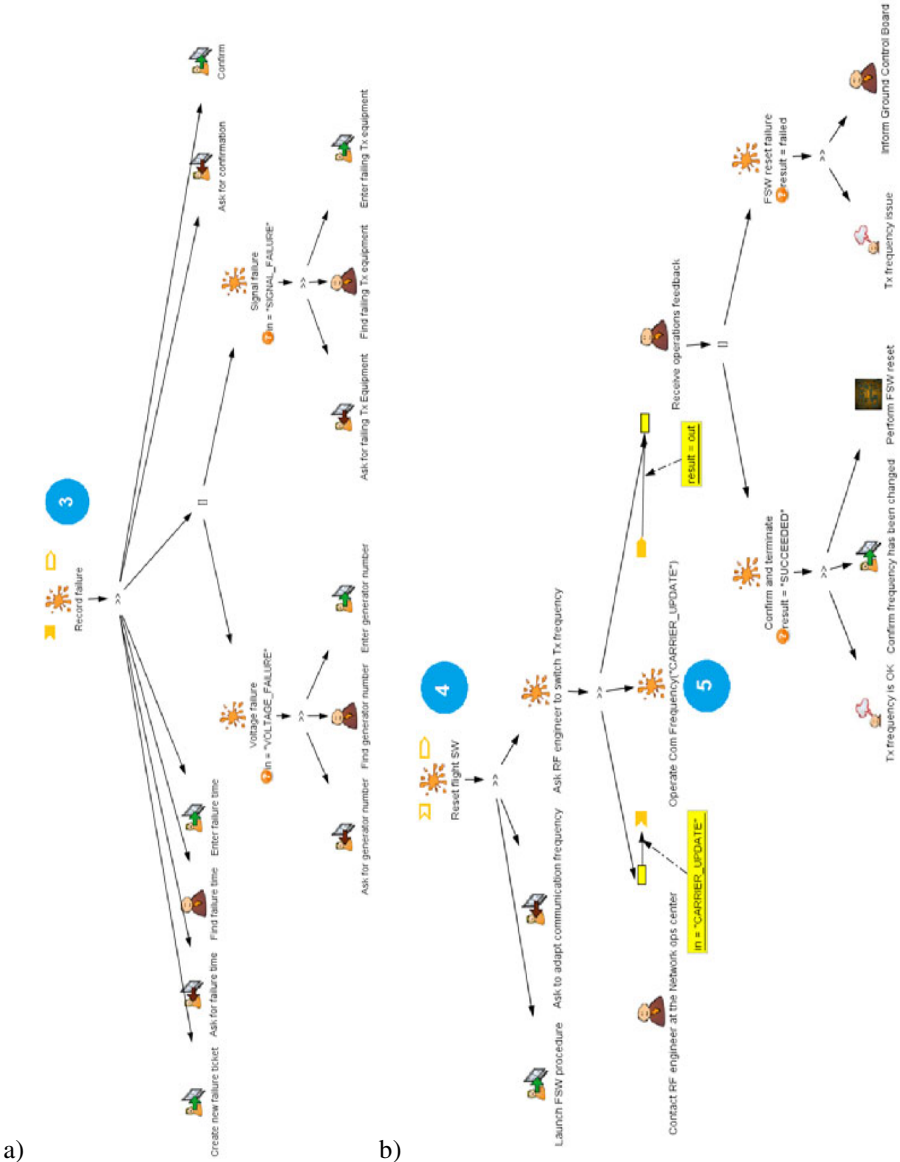 a)
3
Record failure
>>
Create new failure ticket
Ask for failure time
Find failure time
Enter failure time
[]
Ask for confirmation
Confirm
Voltage failure
? in = "VOLTAGE_FAILURE"
>>
Ask for generator number
Find generator number
Enter generator number
Signal failure
? in = "SIGNAL_FAILURE"
>>
Ask for failing Tx Equipment
Find failing Tx equipment
Enter failing Tx equipment
b)
4
Reset flight SW
>>
Launch FSW procedure
Ask to adapt communication frequency
Ask RF engineer to switch Tx frequency
>>
Contact RF engineer at the Network ops center
in = "CARRIER_UPDATE"
Operate Com Frequency("CARRIER_UPDATE")
5
result = out
Receive operations feedback
[]
Confirm and terminate
? result = "SUCCEEDED"
>>
Tx frequency is OK
Confirm frequency has been changed
Perform FSW reset
FSW reset failure
? result = failed
>>
Tx frequency issue
Inform Ground Control Board